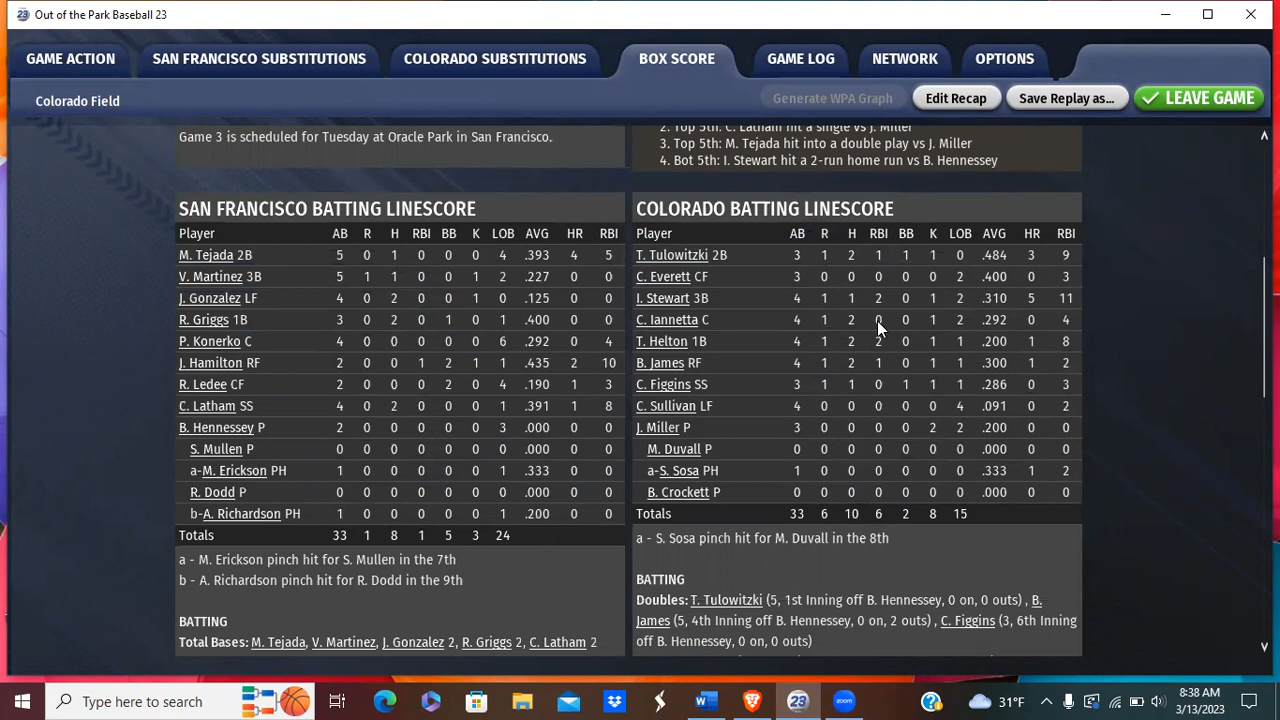 Out of the Park Baseball 23
GAME ACTION SAN FRANCISCO SUBSTITUTIONS COLORADO SUBSTITUTIONS BOX SCORE GAME LOG NETWORK OPTIONS
Colorado Field Generate WPA Graph Edit Recap Save Replay as... LEAVE GAME
Game 3 is scheduled for Tuesday at Oracle Park in San Francisco.
2. Top 5th: C. Latham hit a single vs J. Miller
3. Top 5th: M. Tejada hit into a double play vs J. Miller
4. Bot 5th: I. Stewart hit a 2-run home run vs B. Hennessey
SAN FRANCISCO BATTING LINESCORE
Player AB R H RBI BB K LOB AVG HR RBI
M. Tejada 2B 5 0 1 0 0 0 4 .393 4 5
V. Martinez 3B 5 1 1 0 0 1 2 .227 0 0
J. Gonzalez LF 4 0 2 0 0 1 0 .125 0 0
R. Griggs 1B 3 0 2 0 1 0 1 .400 0 0
P. Konerko C 4 0 0 0 0 0 6 .292 0 4
J. Hamilton RF 2 0 0 1 2 1 1 .435 2 10
R. Ledee CF 2 0 0 0 2 0 4 .190 1 3
C. Latham SS 4 0 2 0 0 0 1 .391 1 8
B. Hennessey P 2 0 0 0 0 0 3 .000 0 0
S. Mullen P 0 0 0 0 0 0 0 .000 0 0
a-M. Erickson PH 1 0 0 0 0 0 1 .333 0 0
R. Dodd P 0 0 0 0 0 0 0 .000 0 0
b-A. Richardson PH 1 0 0 0 0 0 1 .200 0 0
Totals 33 1 8 1 5 3 24
a - M. Erickson pinch hit for S. Mullen in the 7th
b - A. Richardson pinch hit for R. Dodd in the 9th
BATTING
Total Bases: M. Tejada, V. Martinez, J. Gonzalez 2, R. Griggs 2, C. Latham 2
COLORADO BATTING LINESCORE
Player AB R H RBI BB K LOB AVG HR RBI
T. Tulowitzki 2B 3 1 2 1 1 1 0 .484 3 9
C. Everett CF 3 0 0 0 0 0 2 .400 0 3
I. Stewart 3B 4 1 1 2 0 1 2 .310 5 11
C. Iannetta C 4 1 2 0 0 1 2 .292 0 4
T. Helton 1B 4 1 2 2 0 1 1 .200 1 8
B. James RF 4 1 2 1 0 1 1 .300 1 2
C. Figgins SS 3 1 1 0 1 1 1 .286 0 3
C. Sullivan LF 4 0 0 0 0 0 4 .091 0 2
J. Miller P 3 0 0 0 0 2 2 .200 0 0
M. Duvall P 0 0 0 0 0 0 0 .000 0 0
a-S. Sosa PH 1 0 0 0 0 0 0 .333 1 2
B. Crockett P 0 0 0 0 0 0 0 .000 0 0
Totals 33 6 10 6 2 8 15
a - S. Sosa pinch hit for M. Duvall in the 8th
BATTING
Doubles: T. Tulowitzki (5, 1st Inning off B. Hennessey, 0 on, 0 outs) , B.
James (5, 4th Inning off B. Hennessey, 0 on, 2 outs) , C. Figgins (3, 6th Inning
off B. Hennessey, 0 on, 0 outs)
Type here to search
zoom
31°F
8:38 AM
3/13/2023